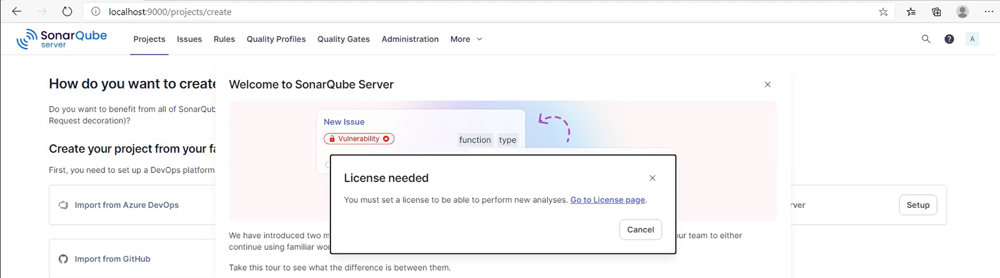 localhost:9000/projects/create
SonarQube server
Projects Issues Rules Quality Profiles Quality Gates Administration More
? A
How do you want to create
Do you want to benefit from all of
Request decoration)?
Create your project from your
First, you need to set up a DevOps platform
Import from Azure DevOps
Setup
Import from GitHub
Welcome to SonarQube Server
New Issue
Vulnerability
function type
License needed
You must set a license to be able to perform new analyses. Go to License page.
Cancel
We have introduced two
team to either
continue using familiar
Take this tour to see what the difference is between them.